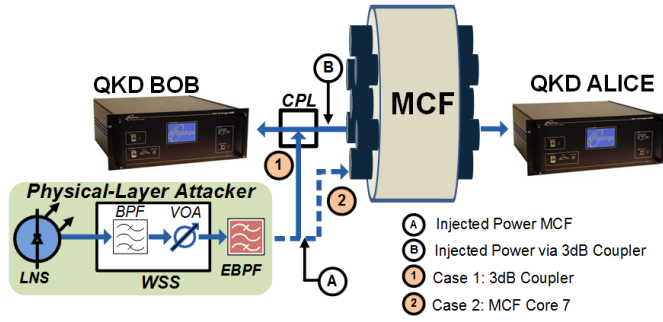 QKD BOB
CPL
B
MCF
QKD ALICE
1
2
Physical-Layer Attacker
BPF
VOA
LNS
WSS
EBPF
A
A Injected Power MCF
B Injected Power via 3dB Coupler
1 Case 1: 3dB Coupler
2 Case 2: MCF Core 7